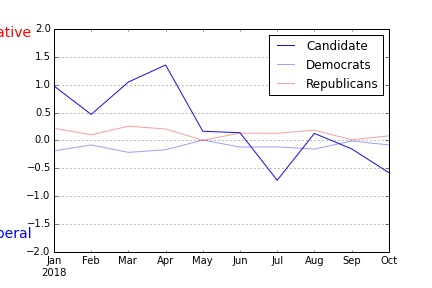 ative
beral
2.0
1.5
1.0
0.5
0.0
−0.5
−1.0
−1.5
−2.0
Candidate
Democrats
Republicans
Jan Feb Mar Apr May Jun Jul Aug Sep Oct
2018